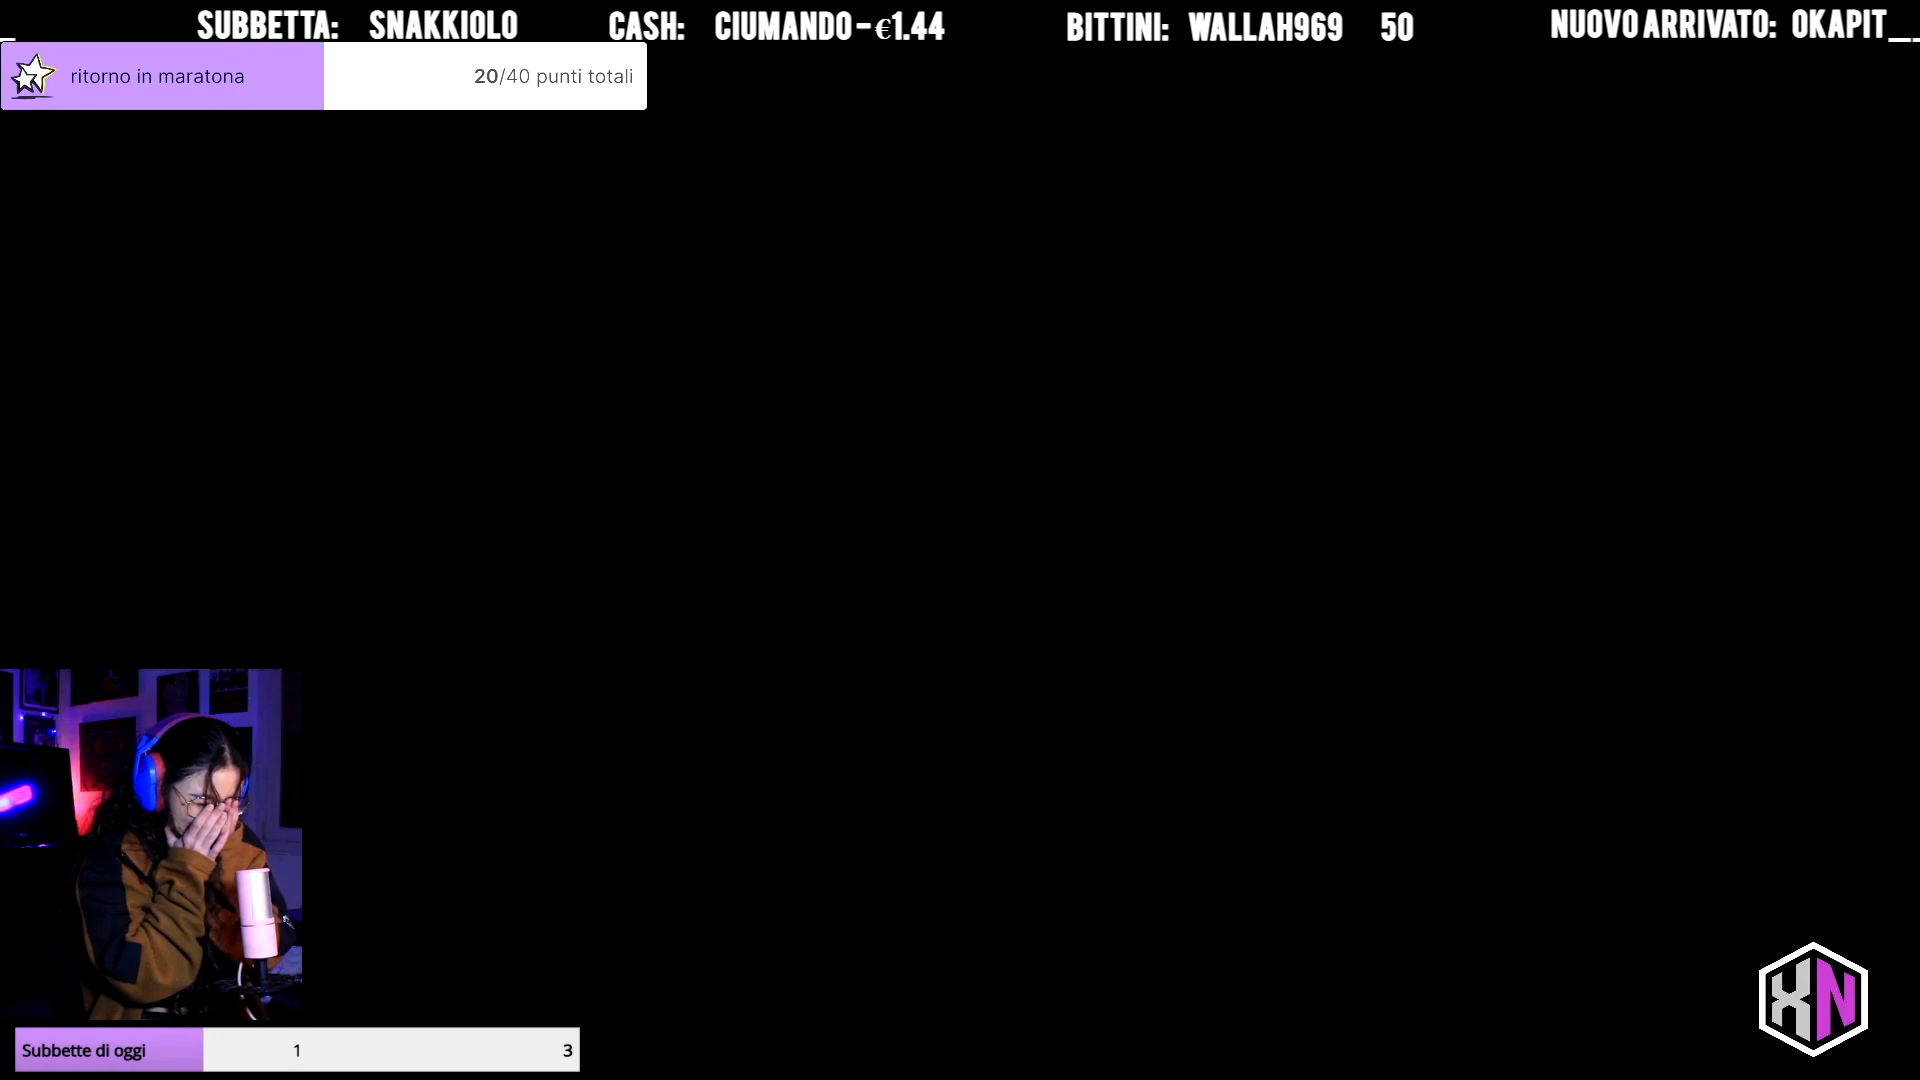 SUBBETTA: SNAKKIOLO CASH: CIUMANDO - €1.44 BITTINI: WALLAH969 50 NUOVO ARRIVATO: OKAPIT__
ritorno in maratona 20/40 punti totali
XN
Subbette di oggi 1 3